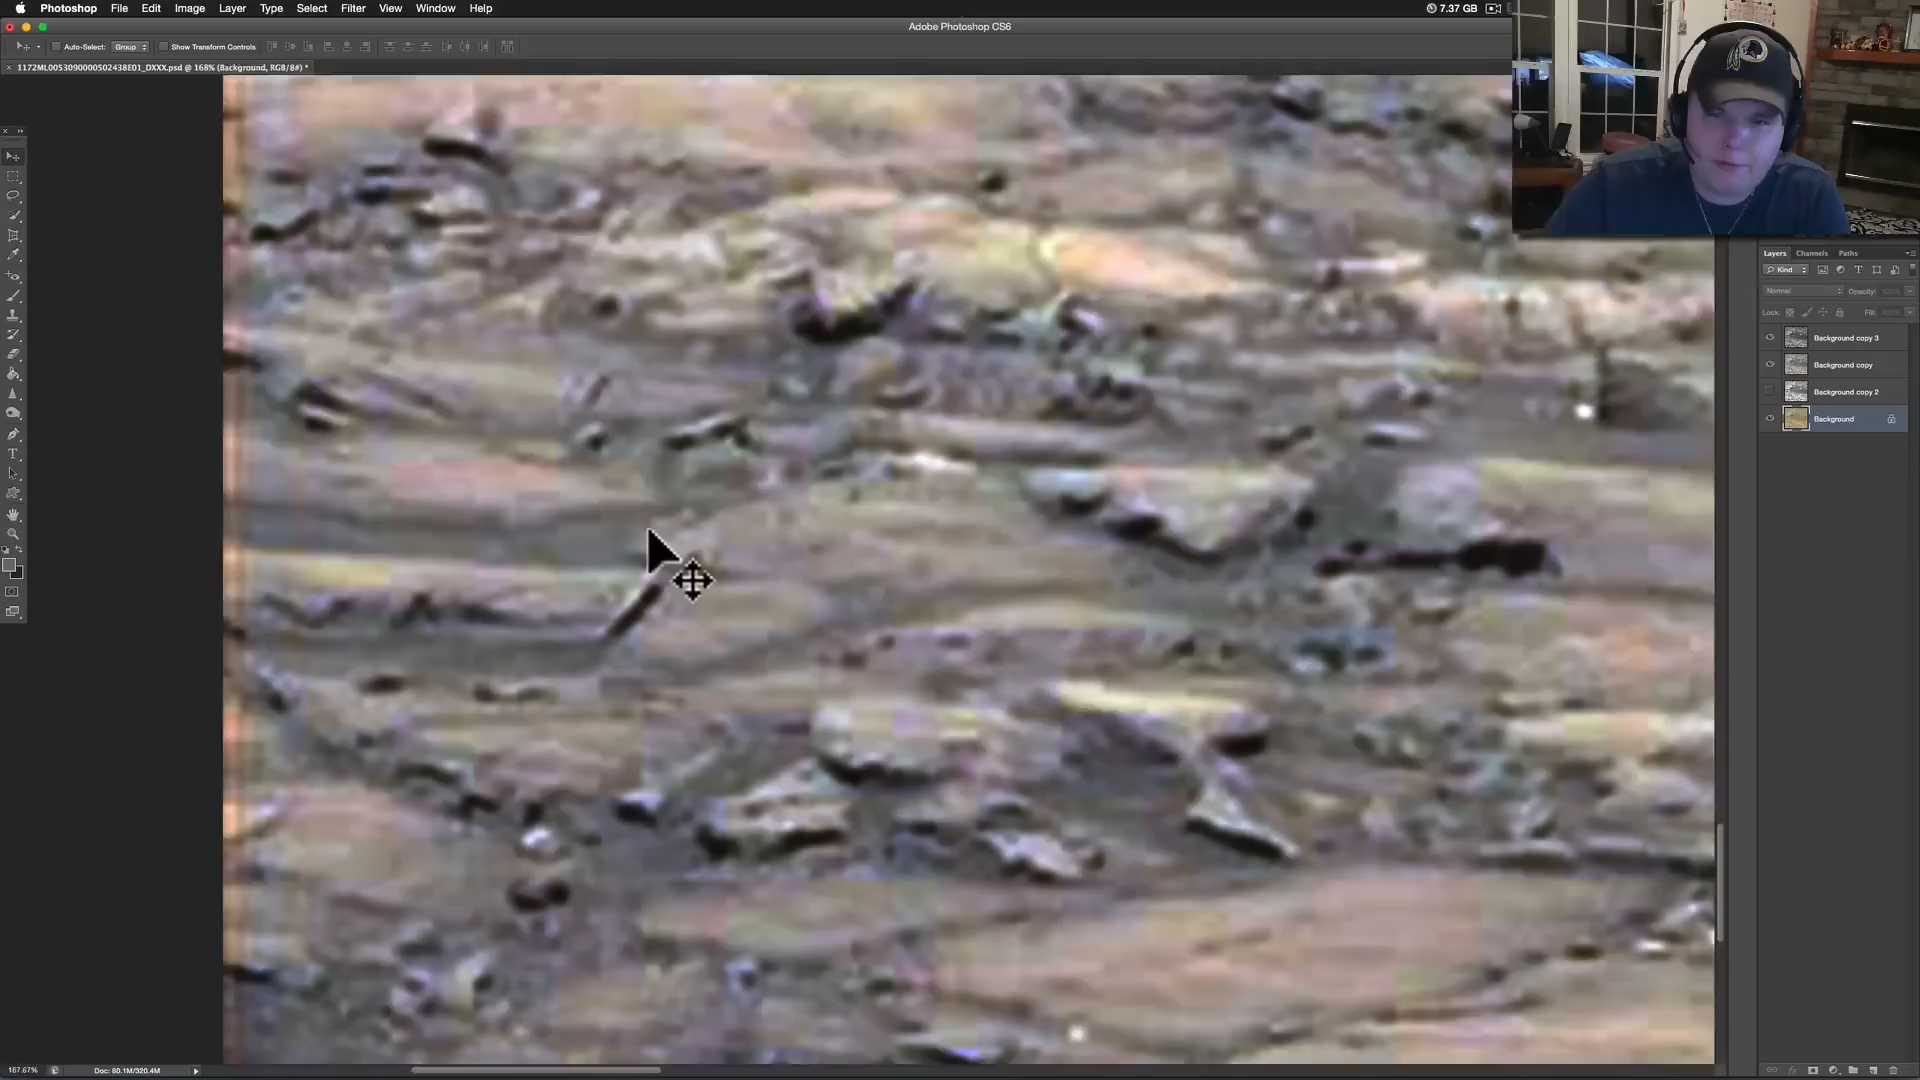 Photoshop File Edit Image Layer Type Select Filter View Window Help 7.37 GB
Adobe Photoshop CS6
Auto-Select: Group Show Transform Controls
1172ML0053090000502438E01_DXXX.psd @ 168% (Background, RGB/8#) *
Layers Channels Paths
Kind
Normal Opacity: 100%
Lock: Fill: 100%
Background copy 3
Background copy
Background copy 2
Background
167.67% Doc: 80.1M/320.4M